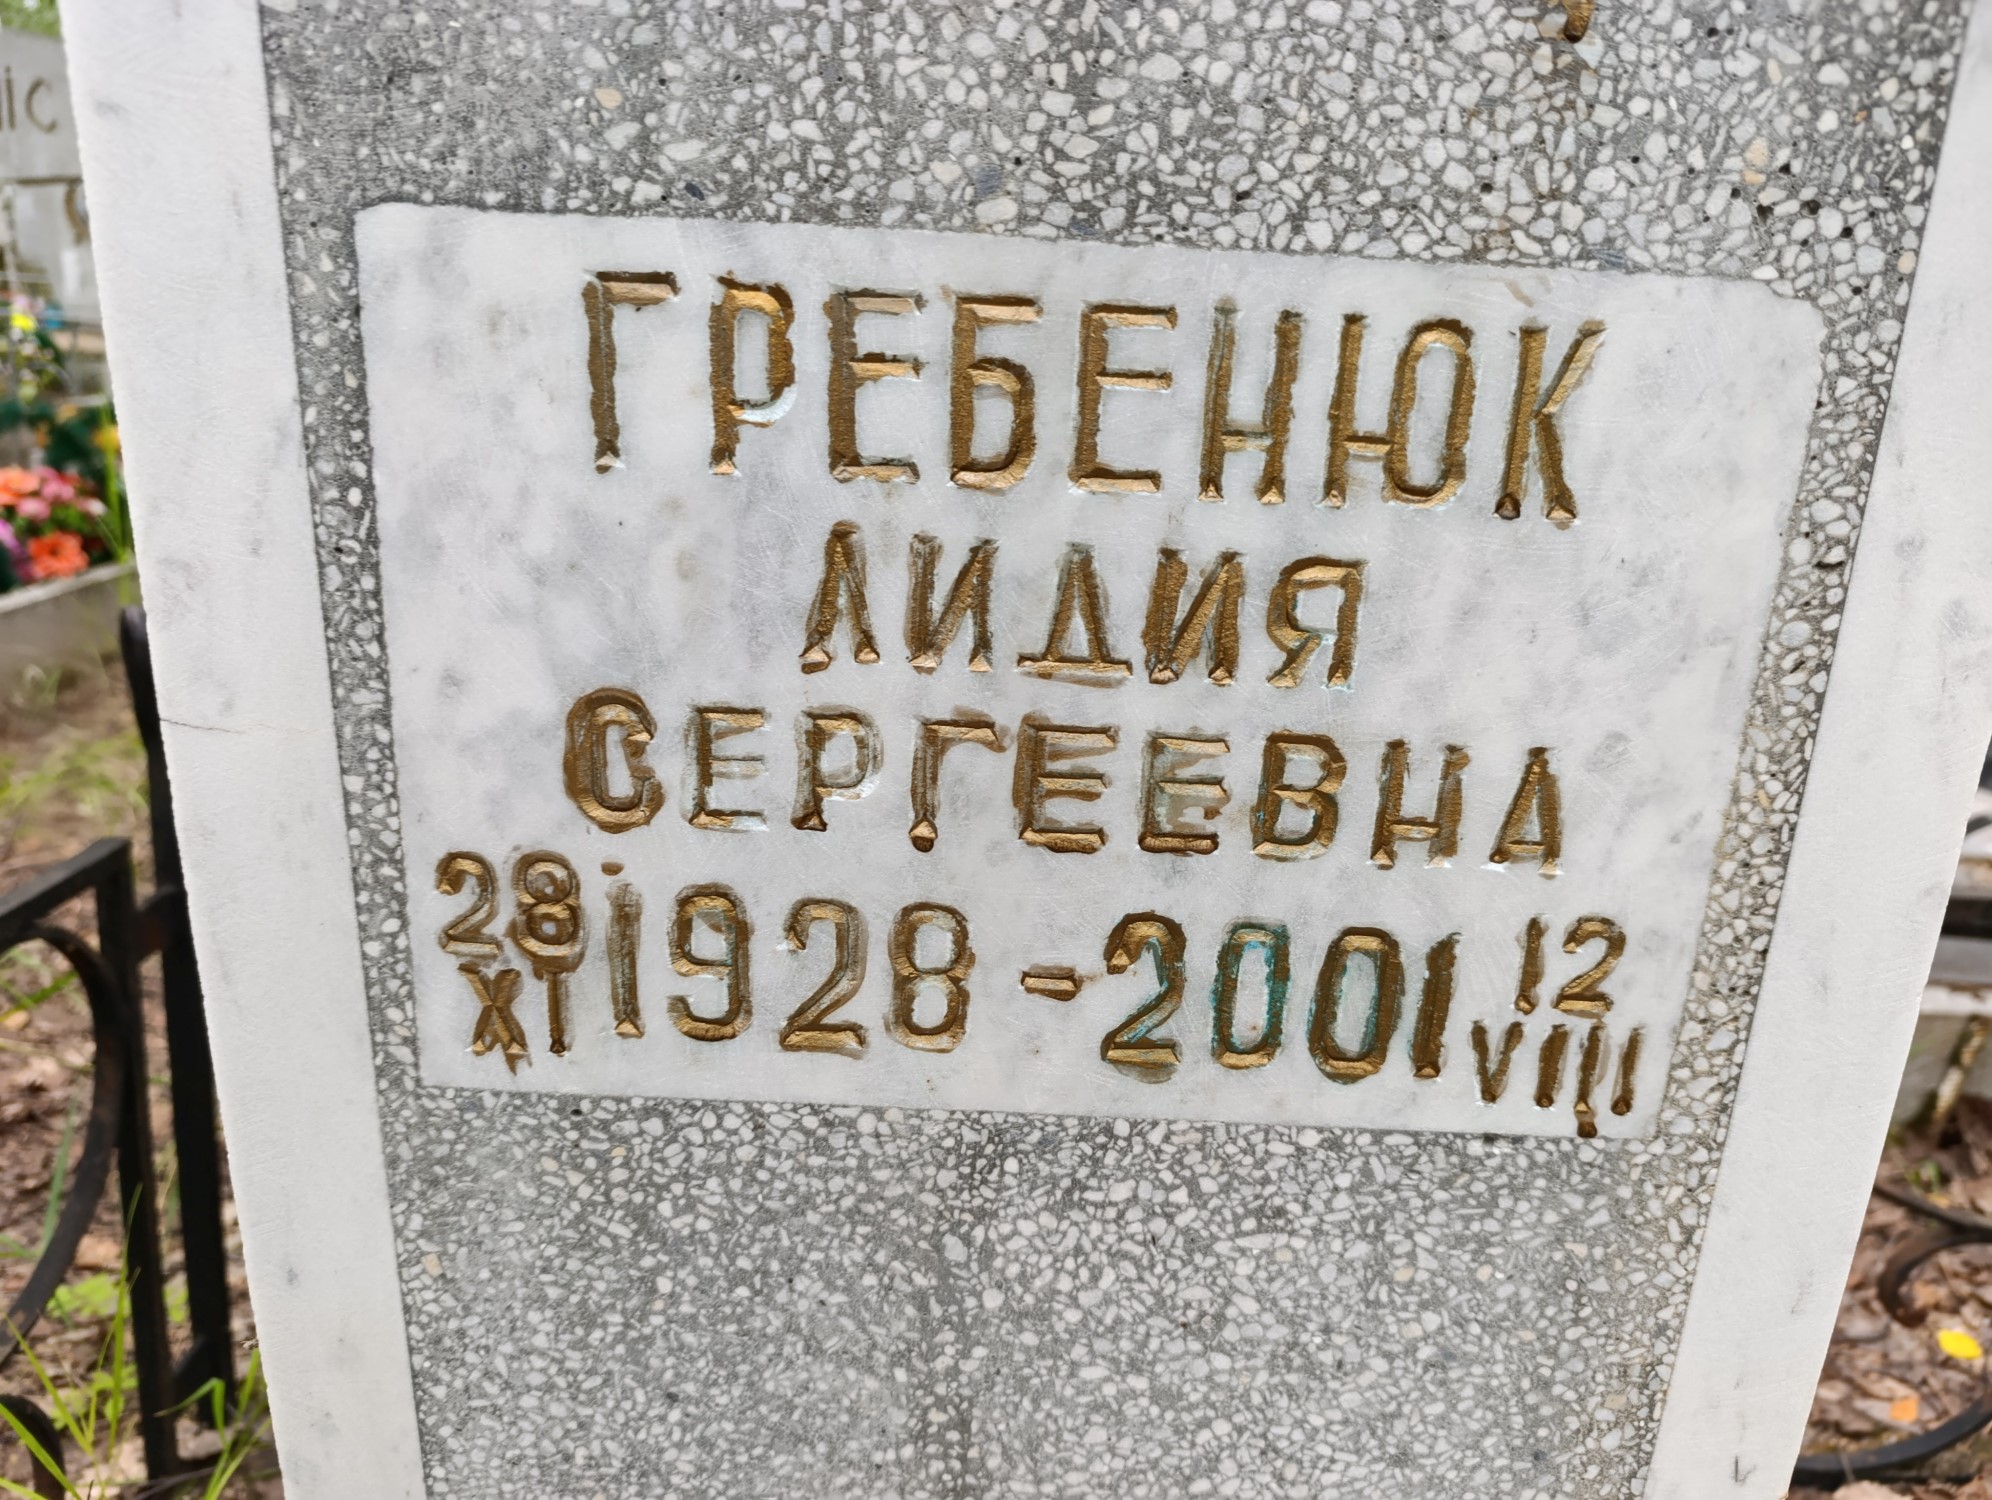 ГРЕБЕНЮК
ЛИДИЯ
СЕРГЕЕВНА
28 XI 1928 - 2001 12 VIII